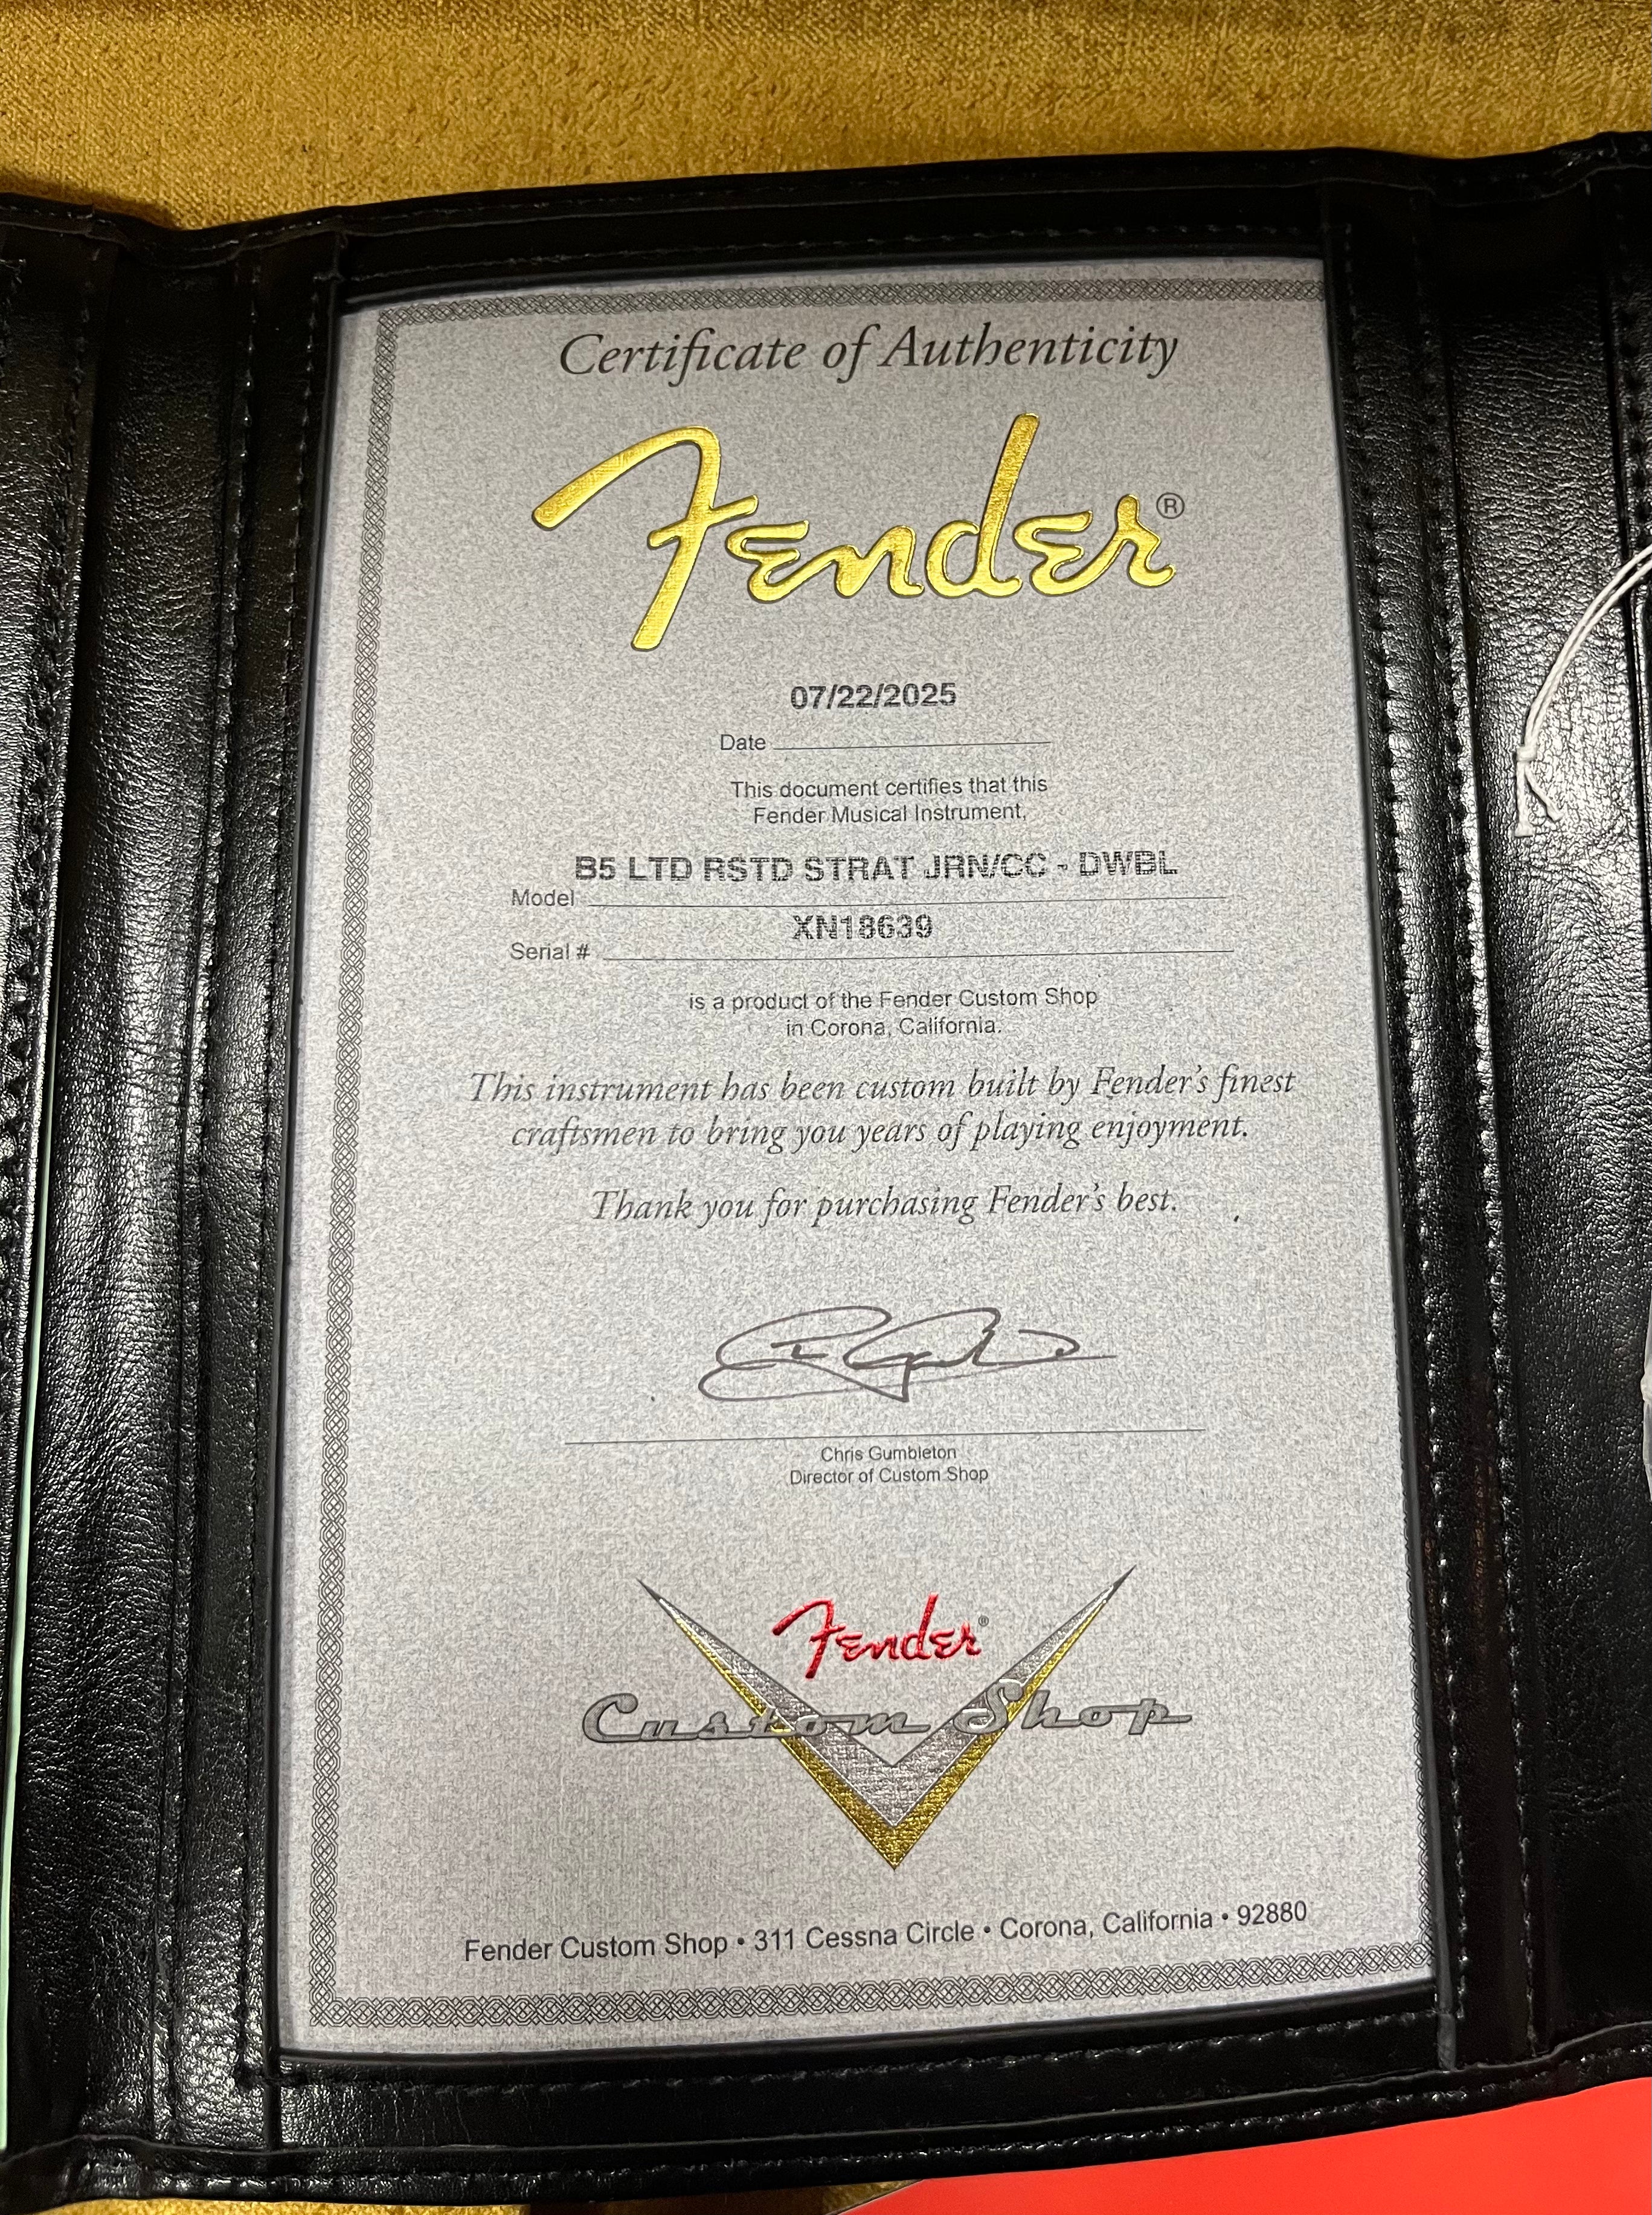 Certificate of Authenticity
Fender®
07/22/2025
Date
This document certifies that this
Fender Musical Instrument,
B5 LTD RSTD STRAT JRN/CC - DWBL
Model
XN18639
Serial #
is a product of the Fender Custom Shop
in Corona, California.
This instrument has been custom built by Fender's finest
craftsmen to bring you years of playing enjoyment.
Thank you for purchasing Fender's best.
Chris Gumbleton
Director of Custom Shop
Fender®
Custom Shop
Fender Custom Shop • 311 Cessna Circle • Corona, California • 92880